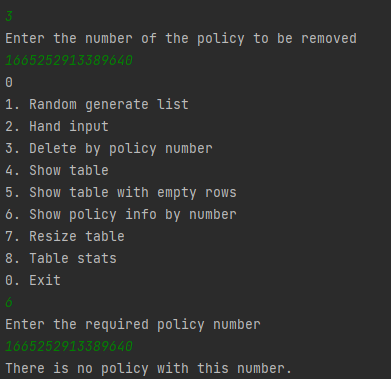 3
Enter the number of the policy to be removed
1665252913389640
0
1. Random generate list
2. Hand input
3. Delete by policy number
4. Show table
5. Show table with empty rows
6. Show policy info by number
7. Resize table
8. Table stats
0. Exit
6
Enter the required policy number
1665252913389640
There is no policy with this number.